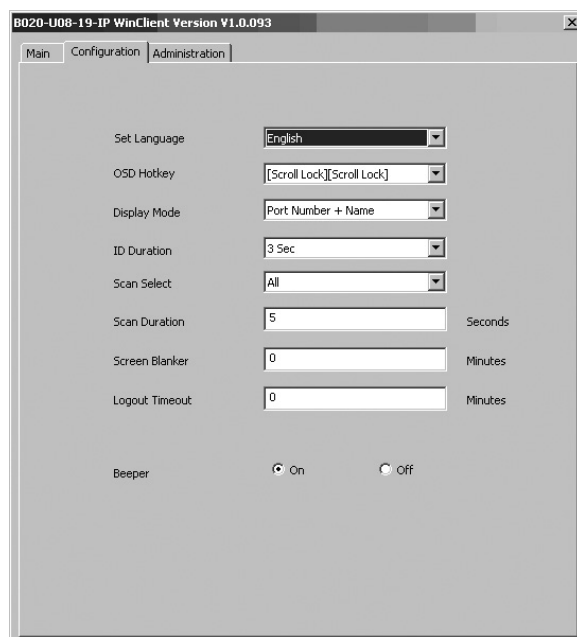 B020-U08-19-IP WinClient Version V1.0.093
Main Configuration Administration
Set Language English
OSD Hotkey [Scroll Lock][Scroll Lock]
Display Mode Port Number + Name
ID Duration 3 Sec
Scan Select All
Scan Duration 5 Seconds
Screen Blanker 0 Minutes
Logout Timeout 0 Minutes
Beeper On Off